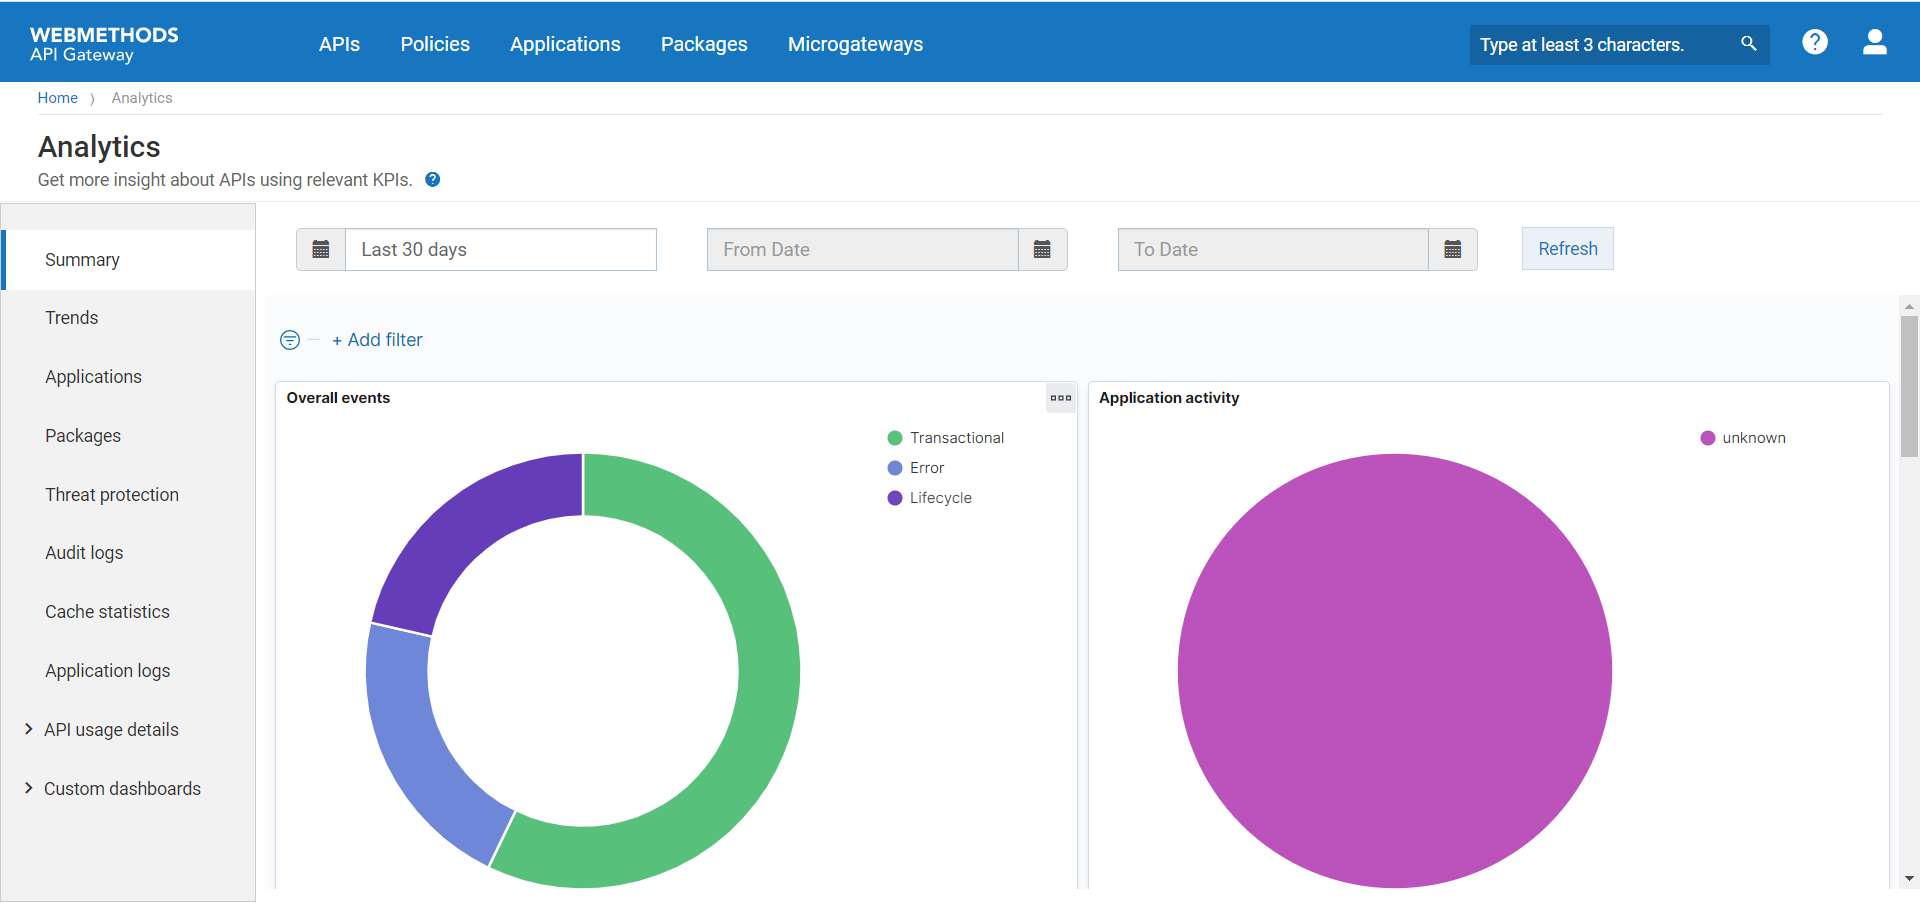 WEBMETHODS
API Gateway
APIs
Policies
Applications
Packages
Microgateways
Type at least 3 characters.
Home
Analytics
Analytics
Get more insight about APIs using relevant KPIs.
Summary
Trends
Applications
Packages
Threat protection
Audit logs
Cache statistics
Application logs
API usage details
Custom dashboards
Last 30 days
From Date
To Date
Refresh
+ Add filter
Overall events
Transactional
Error
Lifecycle
Application activity
unknown